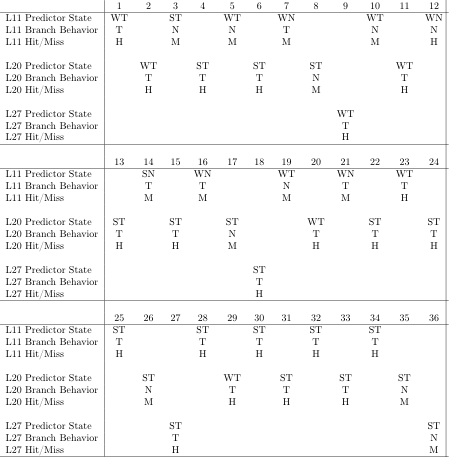 1 2 3 4 5 6 7 8 9 10 11 12
L11 Predictor State WT ST WT WN WT WN
L11 Branch Behavior T N N T N N
L11 Hit/Miss H M M M M H
L20 Predictor State WT ST ST ST WT
L20 Branch Behavior T T T N T
L20 Hit/Miss H H H M H
L27 Predictor State WT
L27 Branch Behavior T
L27 Hit/Miss H
13 14 15 16 17 18 19 20 21 22 23 24
L11 Predictor State SN WN WT WN WT
L11 Branch Behavior T T N T T
L11 Hit/Miss M M M M H
L20 Predictor State ST ST ST WT ST ST
L20 Branch Behavior T T N T T T
L20 Hit/Miss H H M H H H
L27 Predictor State ST
L27 Branch Behavior T
L27 Hit/Miss H
25 26 27 28 29 30 31 32 33 34 35 36
L11 Predictor State ST ST ST ST ST
L11 Branch Behavior T T T T T
L11 Hit/Miss H H H H H
L20 Predictor State ST WT ST ST ST
L20 Branch Behavior N T T T N
L20 Hit/Miss M H H H M
L27 Predictor State ST ST
L27 Branch Behavior T N
L27 Hit/Miss H M